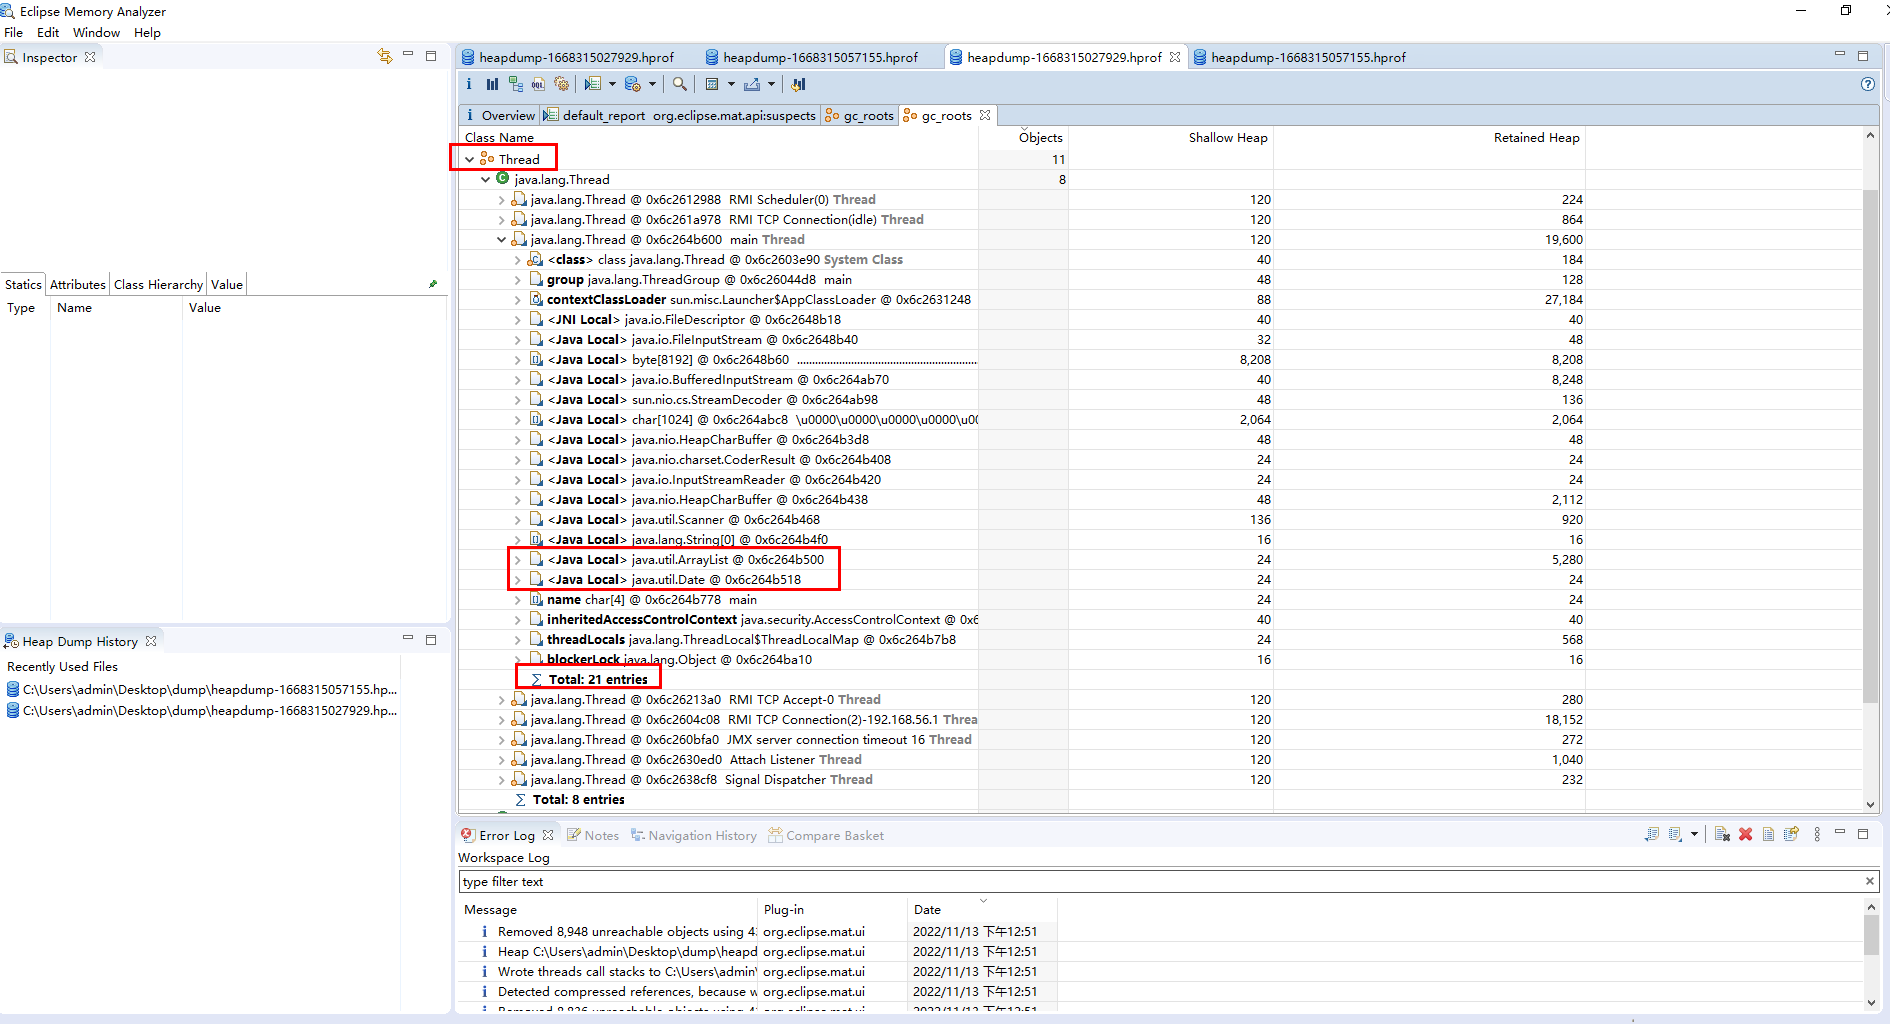 Eclipse Memory Analyzer
File Edit Window Help
Inspector
heapdump-1668315027929.hprof heapdump-1668315057155.hprof heapdump-1668315027929.hprof heapdump-1668315057155.hprof
i Overview default_report org.eclipse.mat.api:suspects gc_roots gc_roots
Class Name Objects Shallow Heap Retained Heap
Thread 11
java.lang.Thread 8
java.lang.Thread @ 0x6c2612988 RMI Scheduler(0) Thread 120 224
java.lang.Thread @ 0x6c261a978 RMI TCP Connection(idle) Thread 120 864
java.lang.Thread @ 0x6c264b600 main Thread 120 19,600
<class> class java.lang.Thread @ 0x6c2603e90 System Class 40 184
group java.lang.ThreadGroup @ 0x6c26044d8 main 48 128
contextClassLoader sun.misc.Launcher$AppClassLoader @ 0x6c2631248 88 27,184
<JNI Local> java.io.FileDescriptor @ 0x6c2648b18 40 40
<Java Local> java.io.FileInputStream @ 0x6c2648b40 32 48
<Java Local> byte[8192] @ 0x6c2648b60 ............................................................. 8,208 8,208
<Java Local> java.io.BufferedInputStream @ 0x6c264ab70 40 8,248
<Java Local> sun.nio.cs.StreamDecoder @ 0x6c264ab98 48 136
<Java Local> char[1024] @ 0x6c264abc8 \u0000\u0000\u0000\u0000\u00 2,064 2,064
<Java Local> java.nio.HeapCharBuffer @ 0x6c264b3d8 48 48
<Java Local> java.nio.charset.CoderResult @ 0x6c264b408 24 24
<Java Local> java.io.InputStreamReader @ 0x6c264b420 24 24
<Java Local> java.nio.HeapCharBuffer @ 0x6c264b438 48 2,112
<Java Local> java.util.Scanner @ 0x6c264b468 136 920
<Java Local> java.lang.String[0] @ 0x6c264b4f0 16 16
<Java Local> java.util.ArrayList @ 0x6c264b500 24 5,280
<Java Local> java.util.Date @ 0x6c264b518 24 24
name char[4] @ 0x6c264b778 main 24 24
inheritedAccessControlContext java.security.AccessControlContext @ 0x6 40 40
threadLocals java.lang.ThreadLocal$ThreadLocalMap @ 0x6c264b7b8 24 568
blockerLock java.lang.Object @ 0x6c264ba10 16 16
∑ Total: 21 entries
java.lang.Thread @ 0x6c26213a0 RMI TCP Accept-0 Thread 120 280
java.lang.Thread @ 0x6c2604c08 RMI TCP Connection(2)-192.168.56.1 Threa 120 18,152
java.lang.Thread @ 0x6c260bfa0 JMX server connection timeout 16 Thread 120 272
java.lang.Thread @ 0x6c2630ed0 Attach Listener Thread 120 1,040
java.lang.Thread @ 0x6c2638cf8 Signal Dispatcher Thread 120 232
∑ Total: 8 entries
Statics Attributes Class Hierarchy Value
Type Name Value
Heap Dump History
Recently Used Files
C:\Users\admin\Desktop\dump\heapdump-1668315057155.hp...
C:\Users\admin\Desktop\dump\heapdump-1668315027929.hp...
Error Log Notes Navigation History Compare Basket
Workspace Log
type filter text
Message Plug-in Date
i Removed 8,948 unreachable objects using 4 org.eclipse.mat.ui 2022/11/13 下午12:51
i Heap C:\Users\admin\Desktop\dump\heapd org.eclipse.mat.ui 2022/11/13 下午12:51
i Wrote threads call stacks to C:\Users\admin\ org.eclipse.mat.ui 2022/11/13 下午12:51
i Detected compressed references, because w org.eclipse.mat.ui 2022/11/13 下午12:51